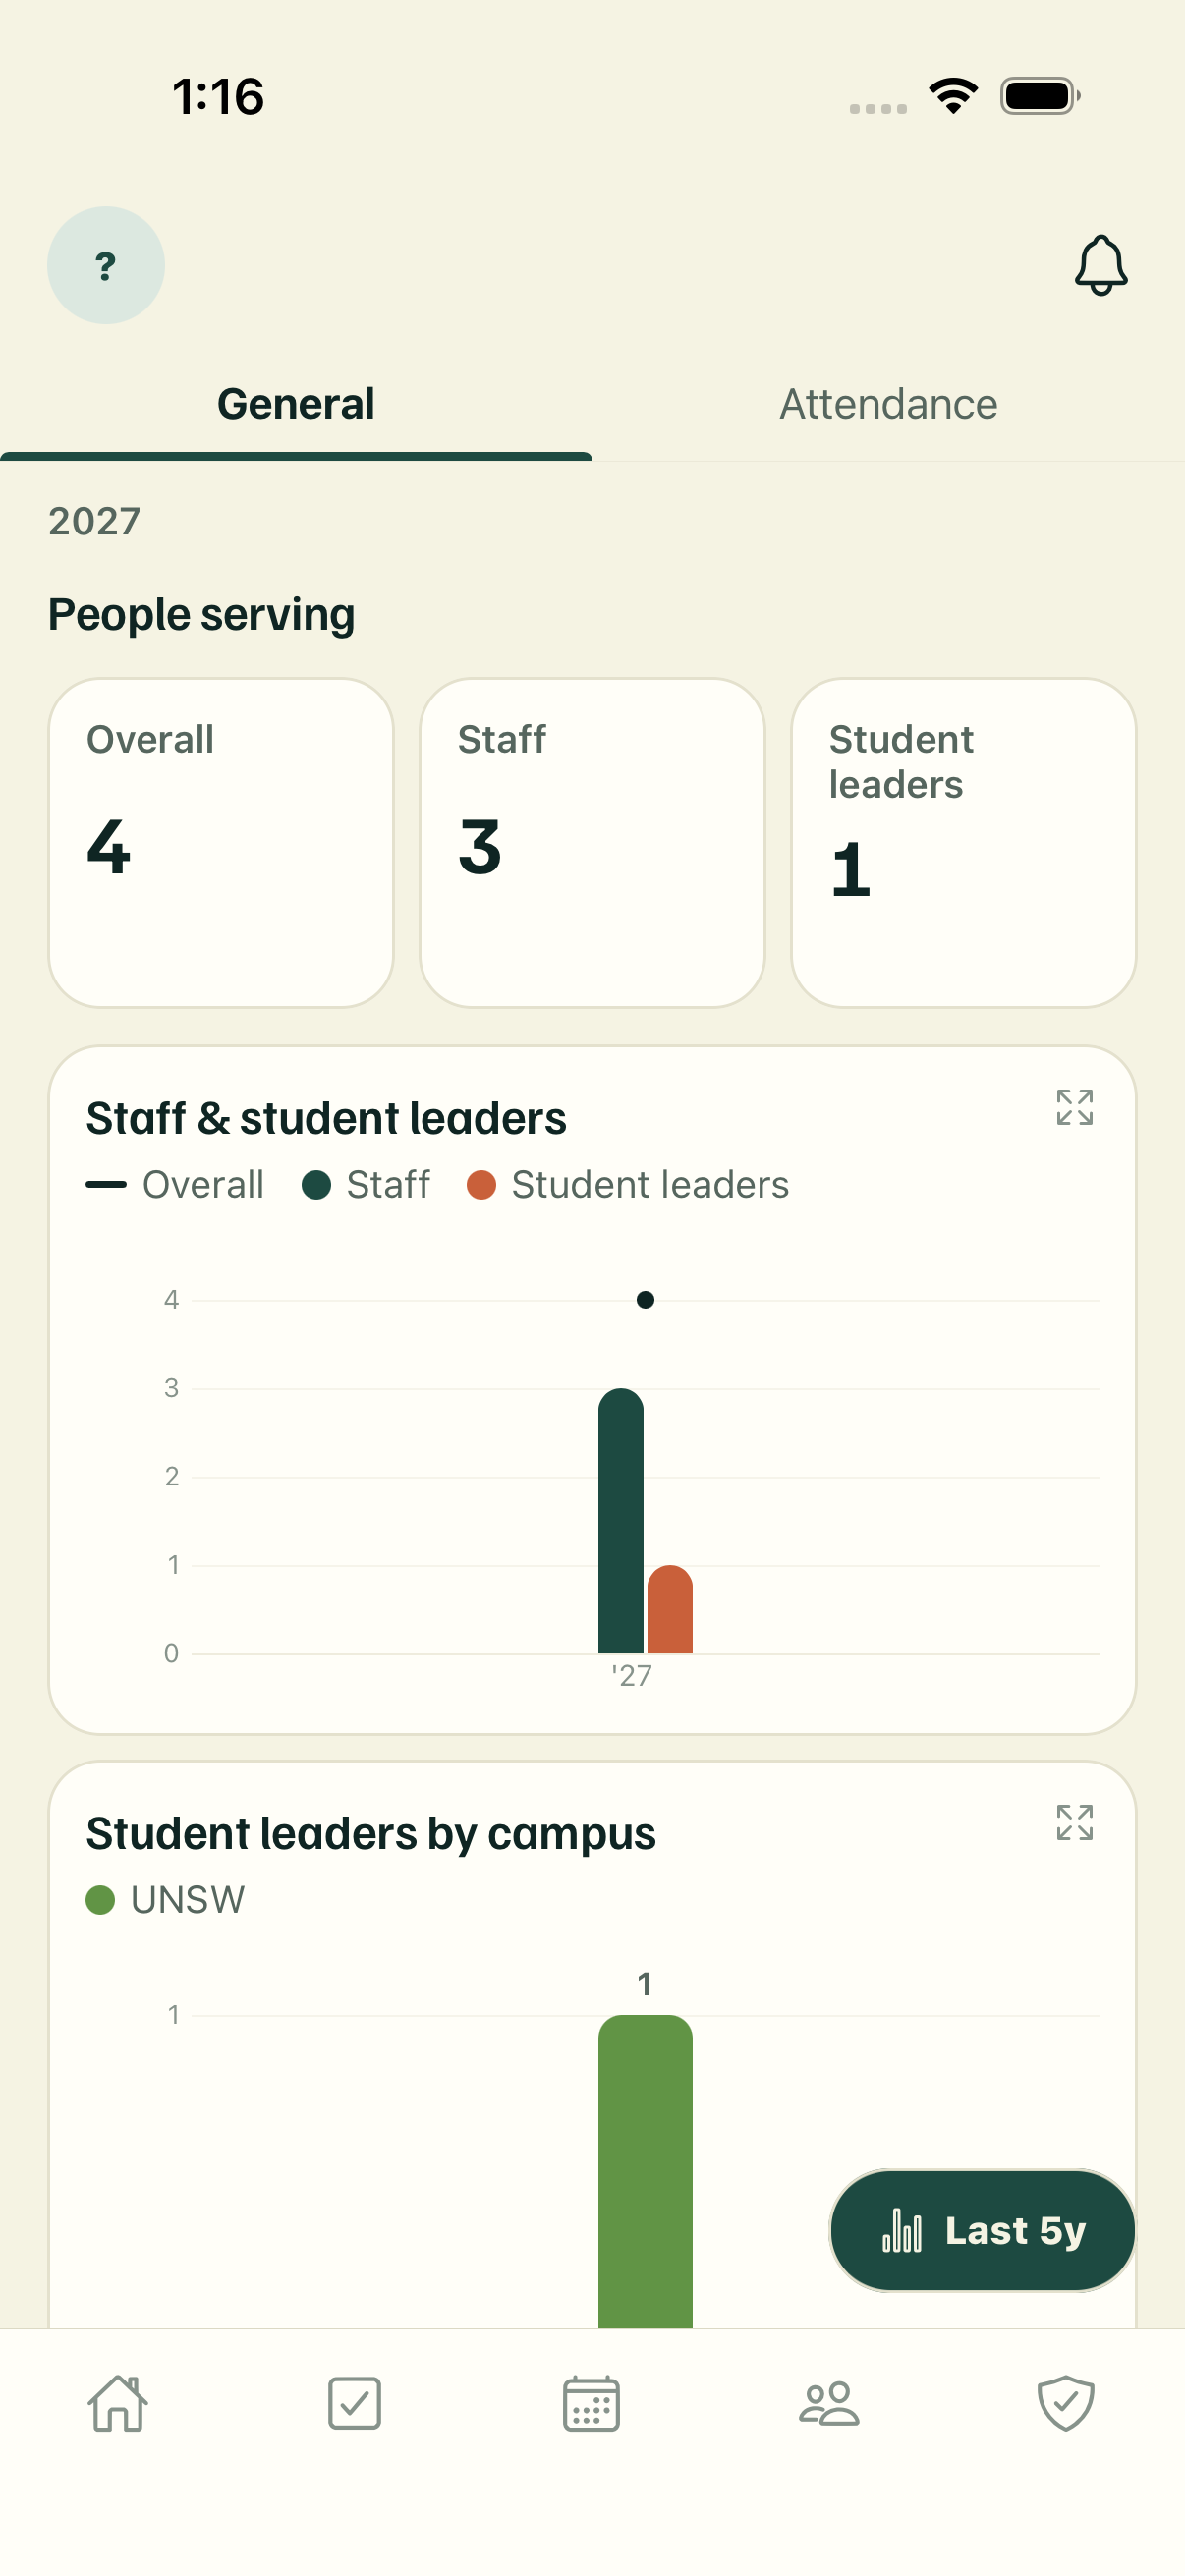 1:16
?
General
Attendance
2027
People serving
Overall
4
Staff
3
Student
leaders
1
Staff & student leaders
Overall
Staff
Student leaders
4
3
2
1
0
'27
Student leaders by campus
UNSW
1
1
Last 5y